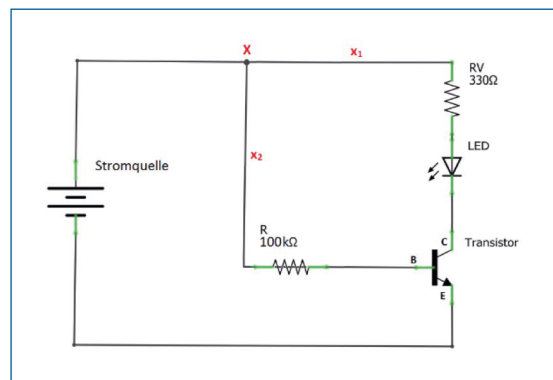 X
x₁
RV
330Ω
LED
x₂
Stromquelle
R
100kΩ
C
Transistor
B
E